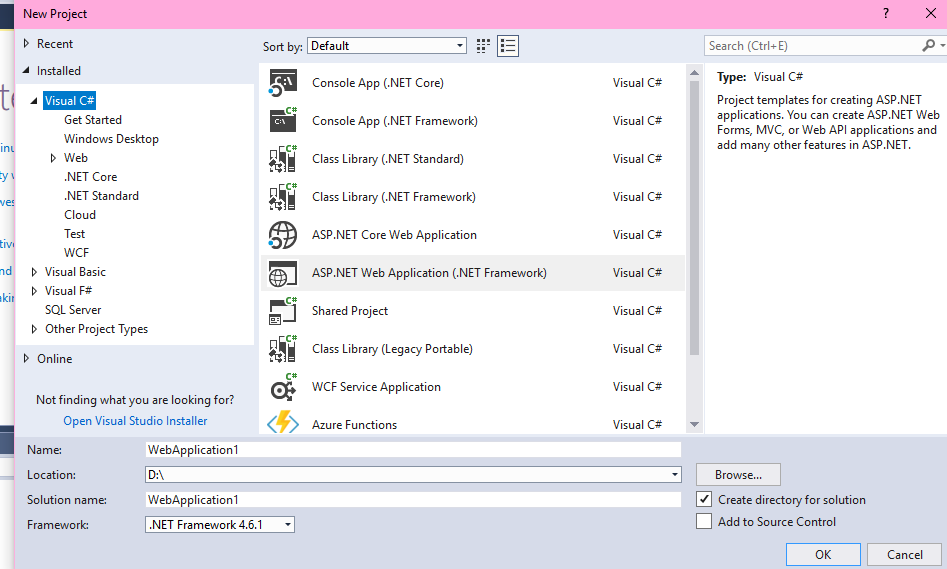 New Project
?
Recent
Sort by: Default
Search (Ctrl+E)
Installed
Visual C#
Get Started
Windows Desktop
Web
.NET Core
.NET Standard
Cloud
Test
WCF
Visual Basic
Visual F#
SQL Server
Other Project Types
Online
Not finding what you are looking for?
Open Visual Studio Installer
Console App (.NET Core) Visual C#
Console App (.NET Framework) Visual C#
Class Library (.NET Standard) Visual C#
Class Library (.NET Framework) Visual C#
ASP.NET Core Web Application Visual C#
ASP.NET Web Application (.NET Framework) Visual C#
Shared Project Visual C#
Class Library (Legacy Portable) Visual C#
WCF Service Application Visual C#
Azure Functions Visual C#
Type: Visual C#
Project templates for creating ASP.NET
applications. You can create ASP.NET Web
Forms, MVC, or Web API applications and
add many other features in ASP.NET.
Name: WebApplication1
Location: D:\
Browse...
Solution name: WebApplication1
Create directory for solution
Framework: .NET Framework 4.6.1
Add to Source Control
OK
Cancel